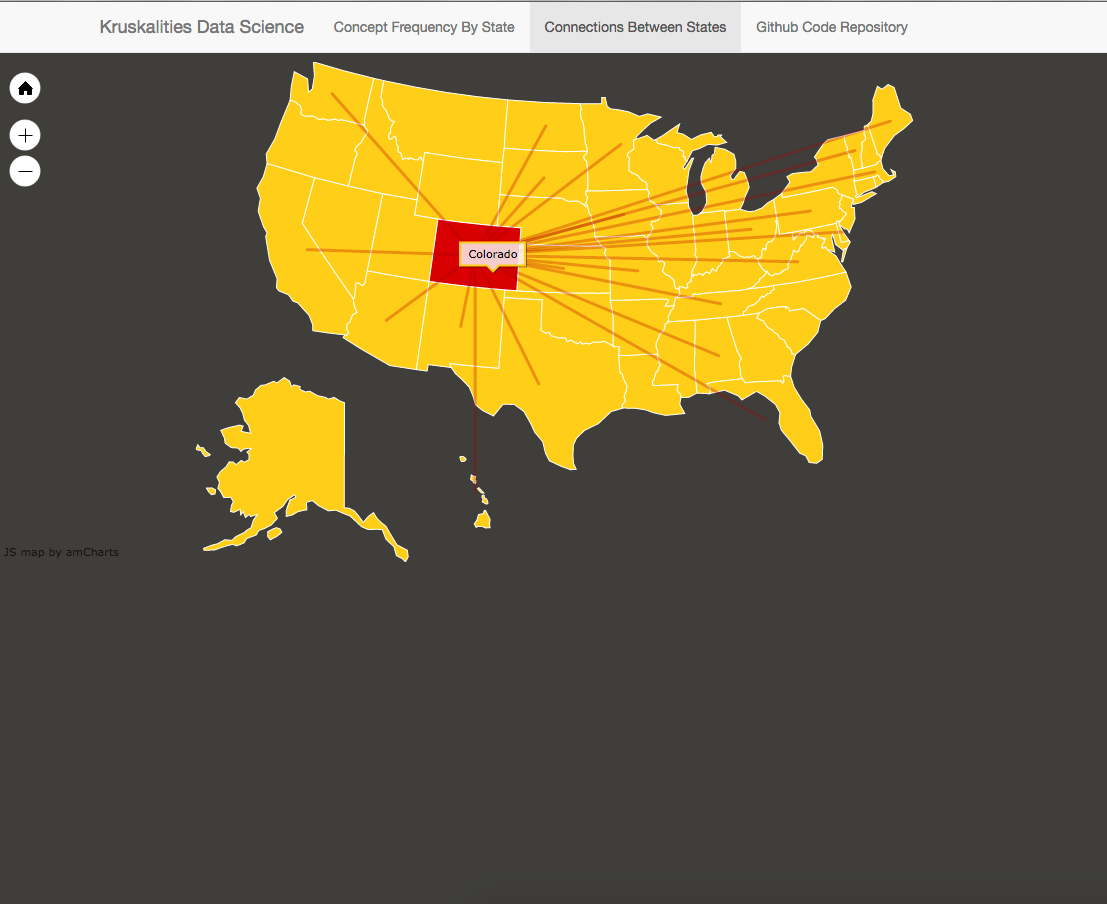 Kruskalities Data Science Concept Frequency By State Connections Between States Github Code Repository
Colorado
JS map by amCharts